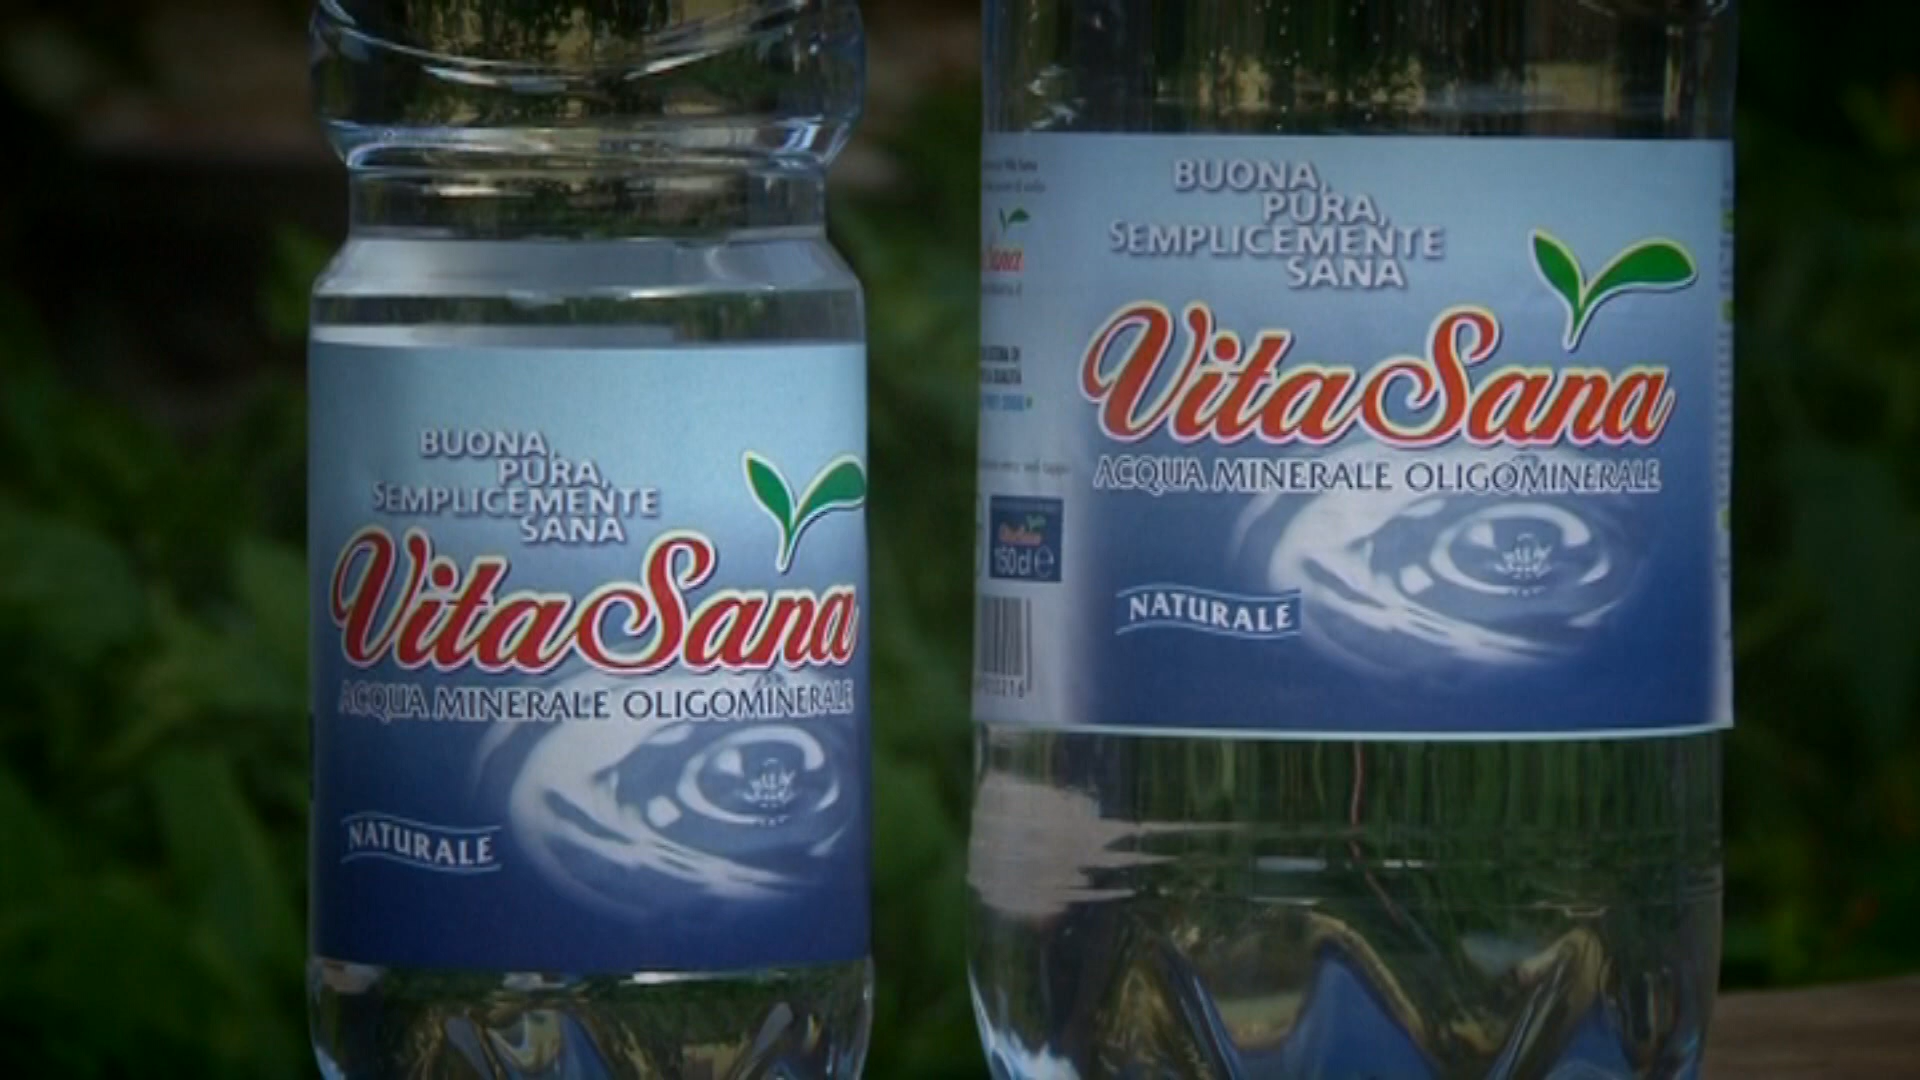 BUONA,
PURA,
SEMPLICEMENTE
SANA
VitaSana
ACQUA MINERALE OLIGOMINERALE
NATURALE
BUONA,
PURA,
SEMPLICEMENTE
SANA
VitaSana
ACQUA MINERALE OLIGOMINERALE
NATURALE
150 cl e